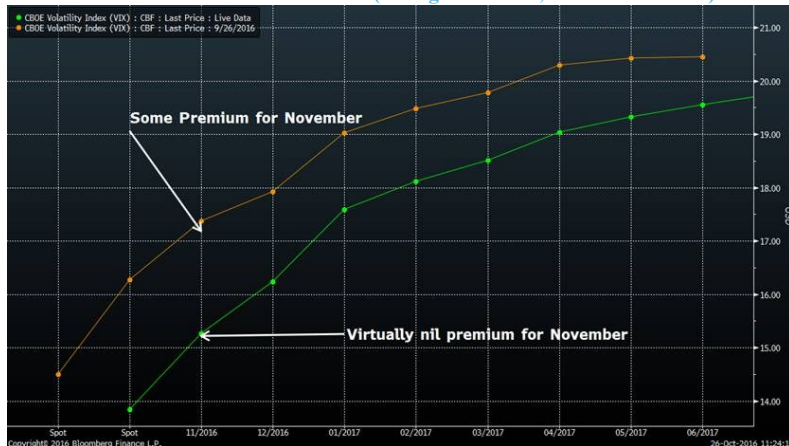 CBOE Volatility Index (VIX) : CBF : Last Price : Live Data
CBOE Volatility Index (VIX) : CBF : Last Price : 9/26/2016
21.00
20.00
Some Premium for November
19.00
18.00
17.00
16.00
Virtually nil premium for November
15.00
14.00
Spot Spot 11/2016 12/2016 01/2017 02/2017 03/2017 04/2017 05/2017 06/2017
Copyright© 2016 Bloomberg Finance L.P. 26-Oct-2016 11:24:1